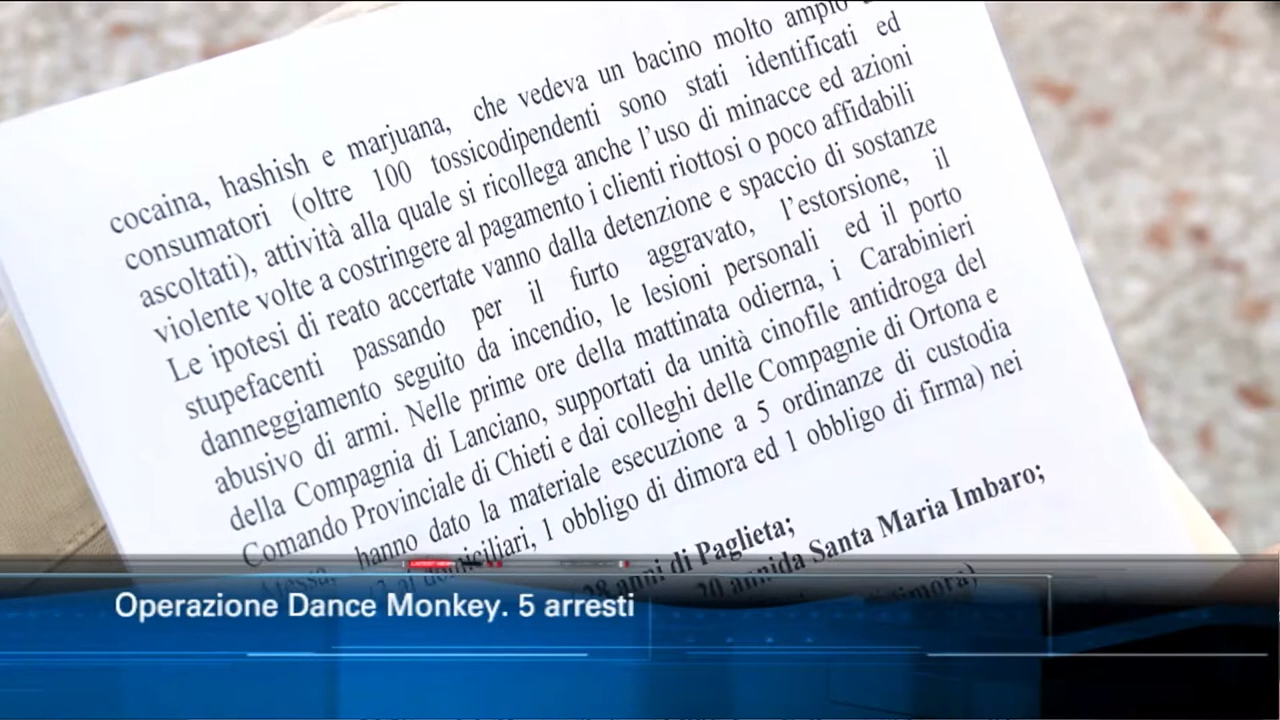 cocaina, hashish e marjuana, che vedeva un bacino molto ampio
consumatori (oltre 100 tossicodipendenti sono stati identificati ed
ascoltati), attività alla quale si ricollega anche l'uso di minacce ed azioni
violente volte a costringere al pagamento i clienti riottosi o poco affidabili
Le ipotesi di reato accertate vanno dalla detenzione e spaccio di sostanze
stupefacenti passando per il furto aggravato, l'estorsione, il
danneggiamento seguito da incendio, le lesioni personali ed il porto
abusivo di armi. Nelle prime ore della mattinata odierna, i Carabinieri
della Compagnia di Lanciano, supportati da unità cinofile antidroga del
Comando Provinciale di Chieti e dai colleghi delle Compagnie di Ortona e
hanno dato la materiale esecuzione a 5 ordinanze di custodia
domiciliari, 1 obbligo di dimora ed 1 obbligo di firma) nei
28 anni di Paglieta;
20 annida Santa Maria Imbaro;
LATEST NEWS
Operazione Dance Monkey. 5 arresti